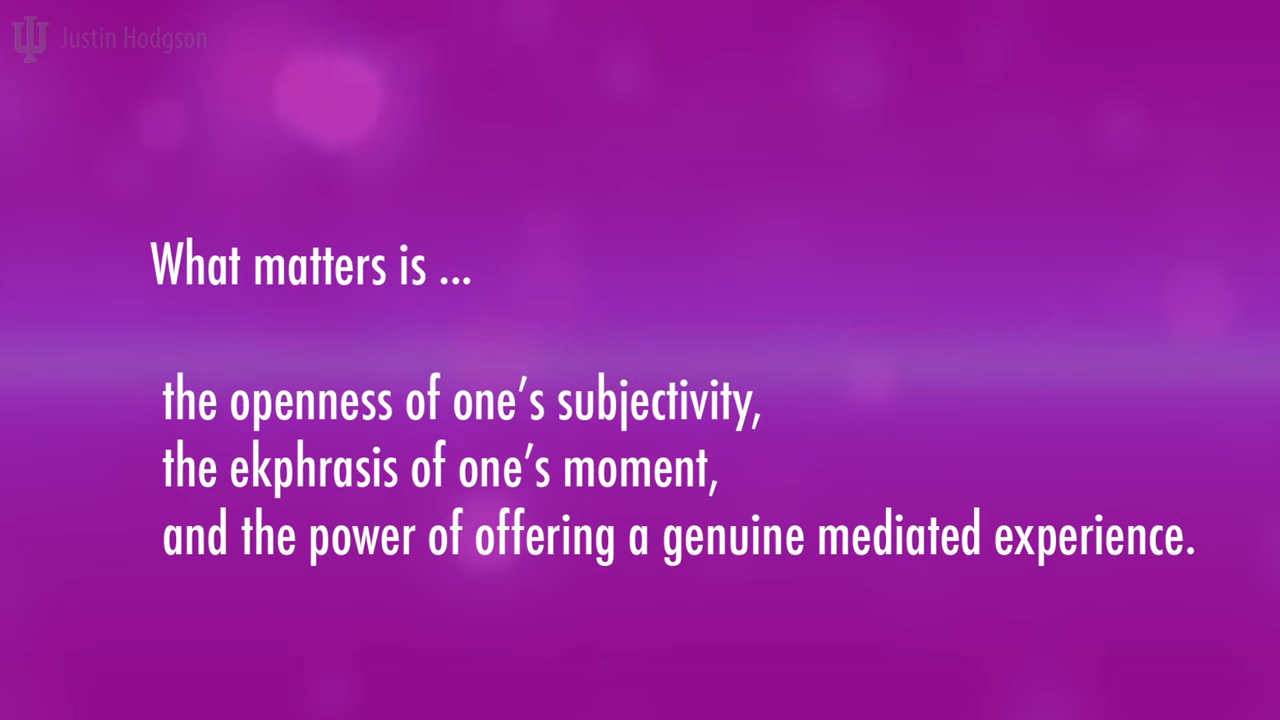 Justin Hodgson
What matters is ...
the openness of one’s subjectivity,
the ekphrasis of one’s moment,
and the power of offering a genuine mediated experience.